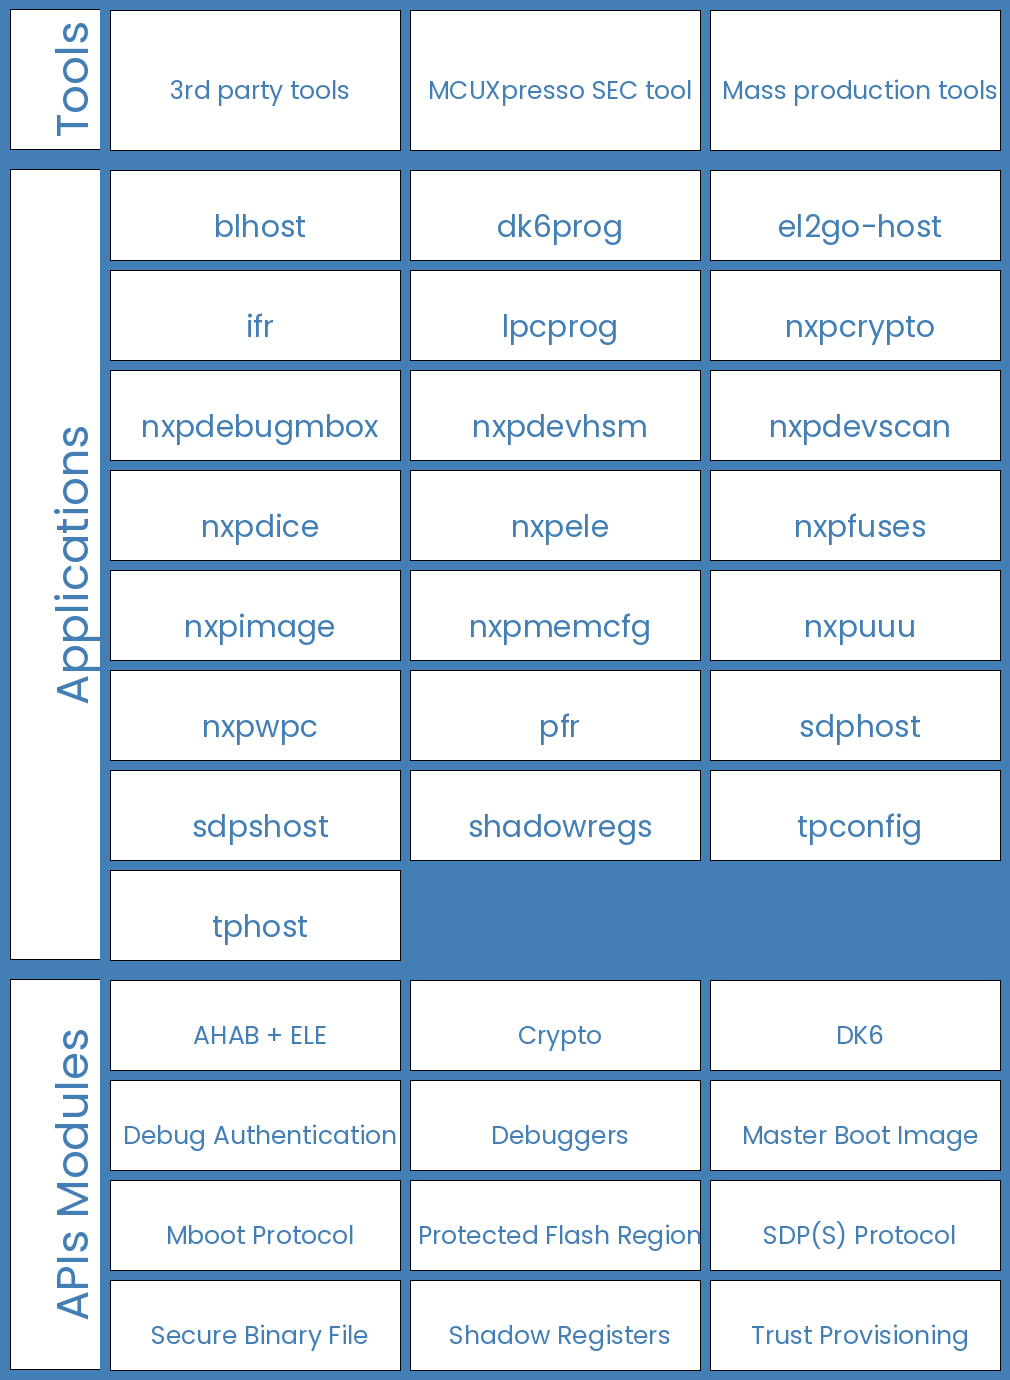 Tools
3rd party tools
MCUXpresso SEC tool
Mass production tools
Applications
blhost
dk6prog
el2go-host
ifr
lpcprog
nxpcrypto
nxpdebugmbox
nxpdevhsm
nxpdevscan
nxpdice
nxpele
nxpfuses
nxpimage
nxpmemcfg
nxpuuu
nxpwpc
pfr
sdphost
sdpshost
shadowregs
tpconfig
tphost
APIs Modules
AHAB + ELE
Crypto
DK6
Debug Authentication
Debuggers
Master Boot Image
Mboot Protocol
Protected Flash Region
SDP(S) Protocol
Secure Binary File
Shadow Registers
Trust Provisioning